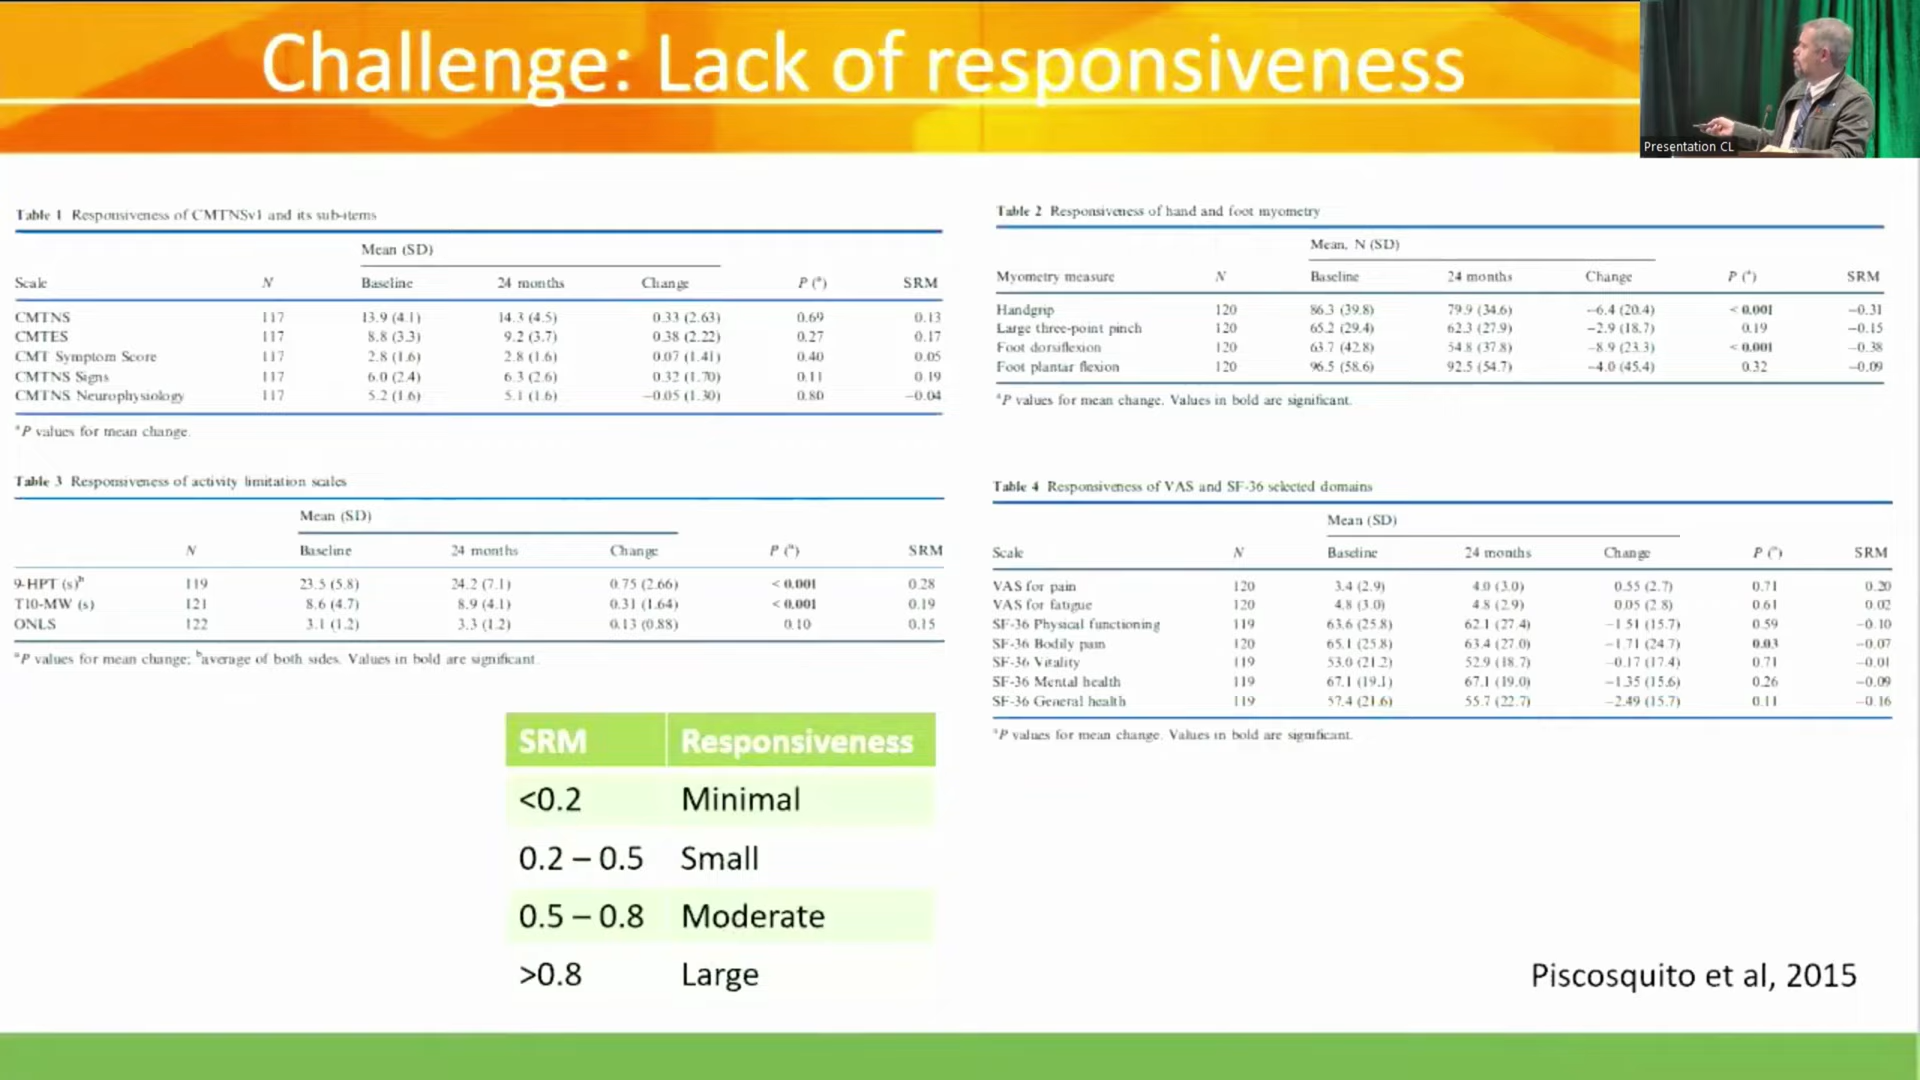 Challenge: Lack of responsiveness
Presentation CL
Table 1 Responsiveness of CMTNSv1 and its sub-items
Mean (SD)
Scale N Baseline 24 months Change P (a) SRM
CMTNS 117 13.9 (4.1) 14.3 (4.5) 0.33 (2.63) 0.69 0.13
CMTES 117 8.8 (3.3) 9.2 (3.7) 0.38 (2.22) 0.27 0.17
CMT Symptom Score 117 2.8 (1.6) 2.8 (1.6) 0.07 (1.41) 0.40 0.05
CMTNS Signs 117 6.0 (2.4) 6.3 (2.6) 0.32 (1.70) 0.11 0.19
CMTNS Neurophysiology 117 5.2 (1.6) 5.1 (1.6) −0.05 (1.30) 0.80 −0.04
aP values for mean change.
Table 2 Responsiveness of hand and foot myometry
Mean, N (SD)
Myometry measure N Baseline 24 months Change P (a) SRM
Handgrip 120 86.3 (39.8) 79.9 (34.6) −6.4 (20.4) <0.001 −0.31
Large three-point pinch 120 65.2 (29.4) 62.3 (27.9) −2.9 (18.7) 0.19 −0.15
Foot dorsiflexion 120 63.7 (42.8) 54.8 (37.8) −8.9 (23.3) <0.001 −0.38
Foot plantar flexion 120 96.5 (58.6) 92.5 (54.7) −4.0 (45.4) 0.32 −0.09
aP values for mean change. Values in bold are significant.
Table 3 Responsiveness of activity limitation scales
Mean (SD)
N Baseline 24 months Change P (a) SRM
9-HPT (s)b 119 23.5 (5.8) 24.2 (7.1) 0.75 (2.66) <0.001 0.28
T10-MW (s) 121 8.6 (4.7) 8.9 (4.1) 0.31 (1.64) <0.001 0.19
ONLS 122 3.1 (1.2) 3.3 (1.2) 0.13 (0.88) 0.10 0.15
aP values for mean change; baverage of both sides. Values in bold are significant.
Table 4 Responsiveness of VAS and SF-36 selected domains
Mean (SD)
Scale N Baseline 24 months Change P (a) SRM
VAS for pain 120 3.4 (2.9) 4.0 (3.0) 0.55 (2.7) 0.71 0.20
VAS for fatigue 120 4.8 (3.0) 4.8 (2.9) 0.05 (2.8) 0.61 0.02
SF-36 Physical functioning 119 63.6 (25.8) 62.1 (27.4) −1.51 (15.7) 0.59 −0.10
SF-36 Bodily pain 120 65.1 (25.8) 63.4 (27.0) −1.71 (24.7) 0.03 −0.07
SF-36 Vitality 119 53.0 (21.2) 52.9 (18.7) −0.17 (17.4) 0.71 −0.01
SF-36 Mental health 119 67.1 (19.1) 67.1 (19.0) −1.35 (15.6) 0.26 −0.09
SF-36 General health 119 57.4 (21.6) 55.7 (22.7) −2.49 (15.7) 0.11 −0.16
aP values for mean change. Values in bold are significant.
SRM Responsiveness
<0.2 Minimal
0.2 – 0.5 Small
0.5 – 0.8 Moderate
>0.8 Large
Piscosquito et al, 2015